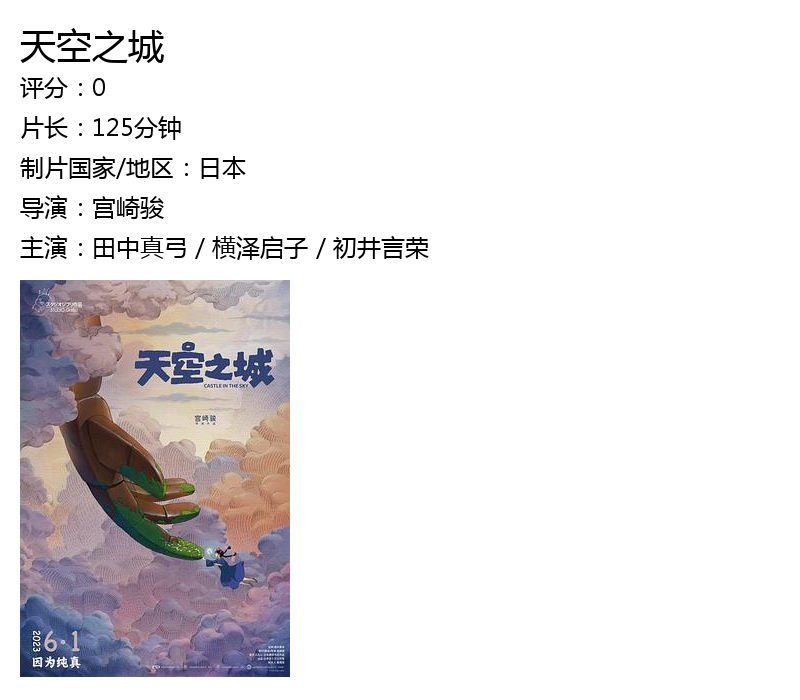 天空之城
评分：0
片长：125分钟
制片国家/地区：日本
导演：宫崎骏
主演：田中真弓 / 横泽启子 / 初井言荣
スタジオジブリ作品
STUDIO GHIBLI
天空之城
CASTLE IN THE SKY
宫崎骏
2023 6·1
因为纯真